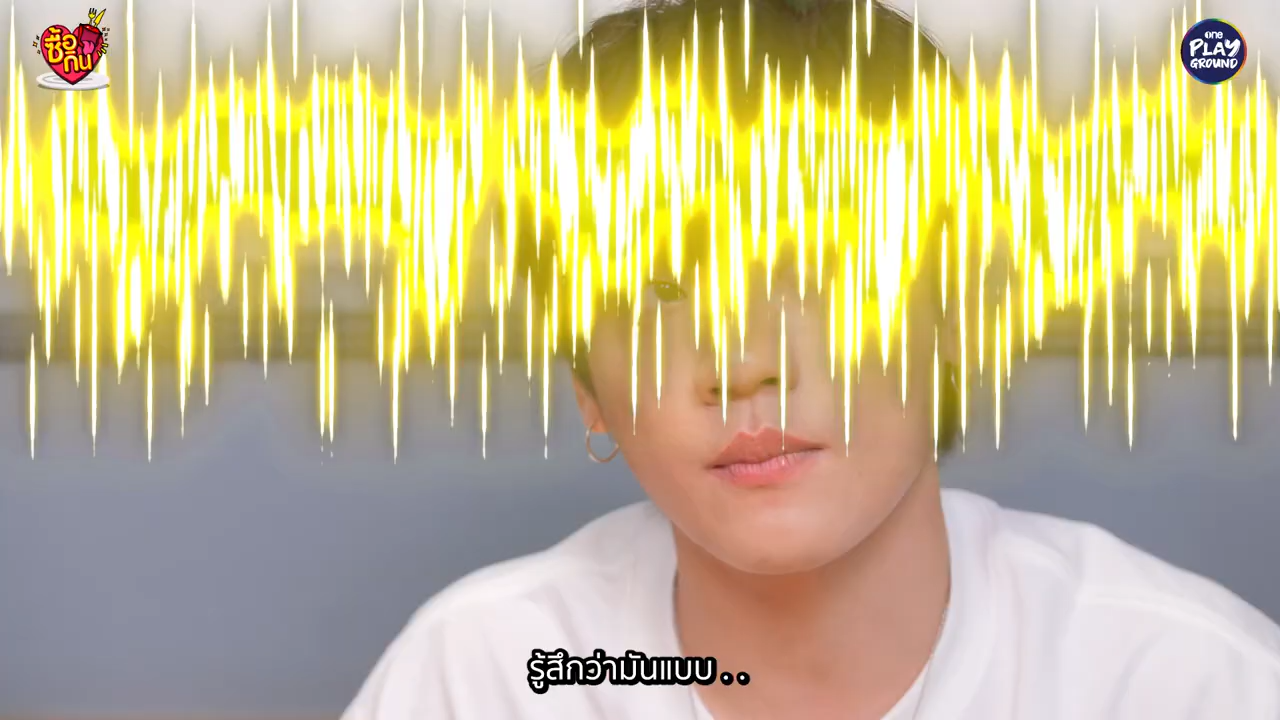 ซื้อ
กิน
one
PLAY
GROUND
รู้สึกว่ามันแบบ . .